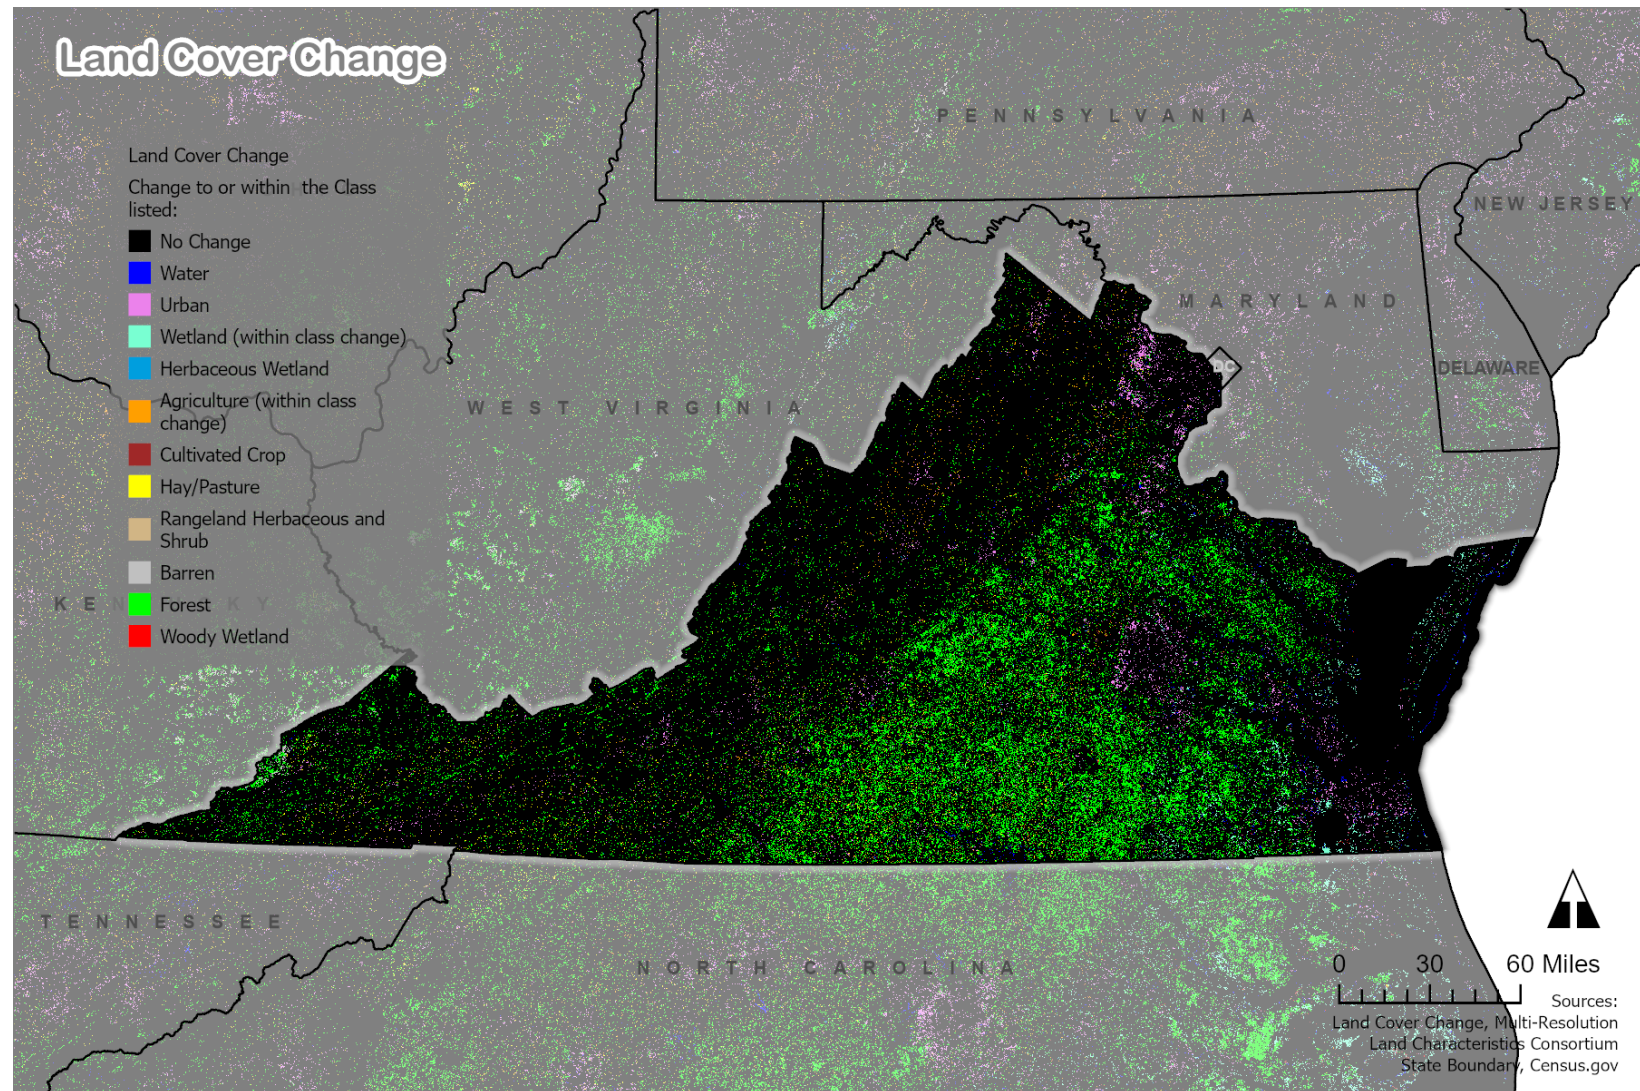 Land Cover Change
PENNSYLVANIA
Land Cover Change
Change to or within the Class
listed:
No Change
Water
Urban
Wetland (within class change)
Herbaceous Wetland
Agriculture (within class
change)
Cultivated Crop
Hay/Pasture
Rangeland Herbaceous and
Shrub
Barren
Forest
Woody Wetland
NEW JERSEY
MARYLAND
DC
DELAWARE
WEST VIRGINIA
KENTUCKY
TENNESSEE
NORTH CAROLINA
0 30 60 Miles
Sources:
Land Cover Change, Multi-Resolution
Land Characteristics Consortium
State Boundary, Census.gov